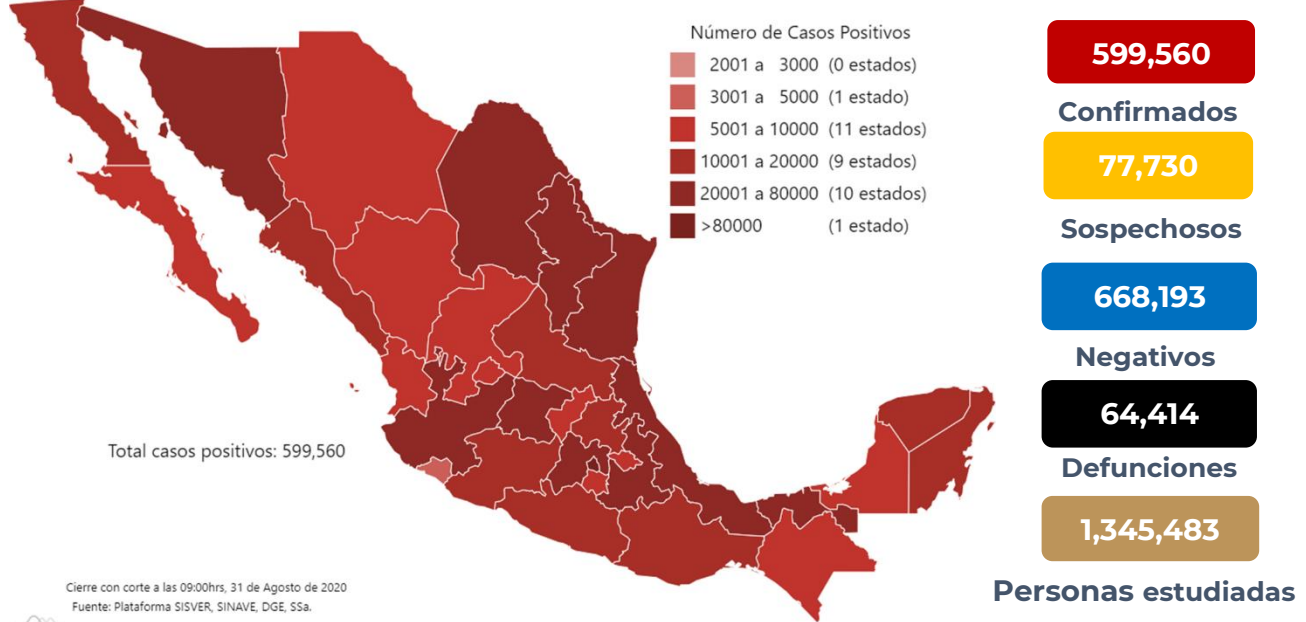 Número de Casos Positivos
2001 a 3000 (0 estados)
3001 a 5000 (1 estado)
5001 a 10000 (11 estados)
10001 a 20000 (9 estados)
20001 a 80000 (10 estados)
>80000 (1 estado)
Total casos positivos: 599,560
Cierre con corte a las 09:00hrs, 31 de Agosto de 2020
Fuente: Plataforma SISVER, SINAVE, DGE, SSa.
599,560
Confirmados
77,730
Sospechosos
668,193
Negativos
64,414
Defunciones
1,345,483
Personas estudiadas